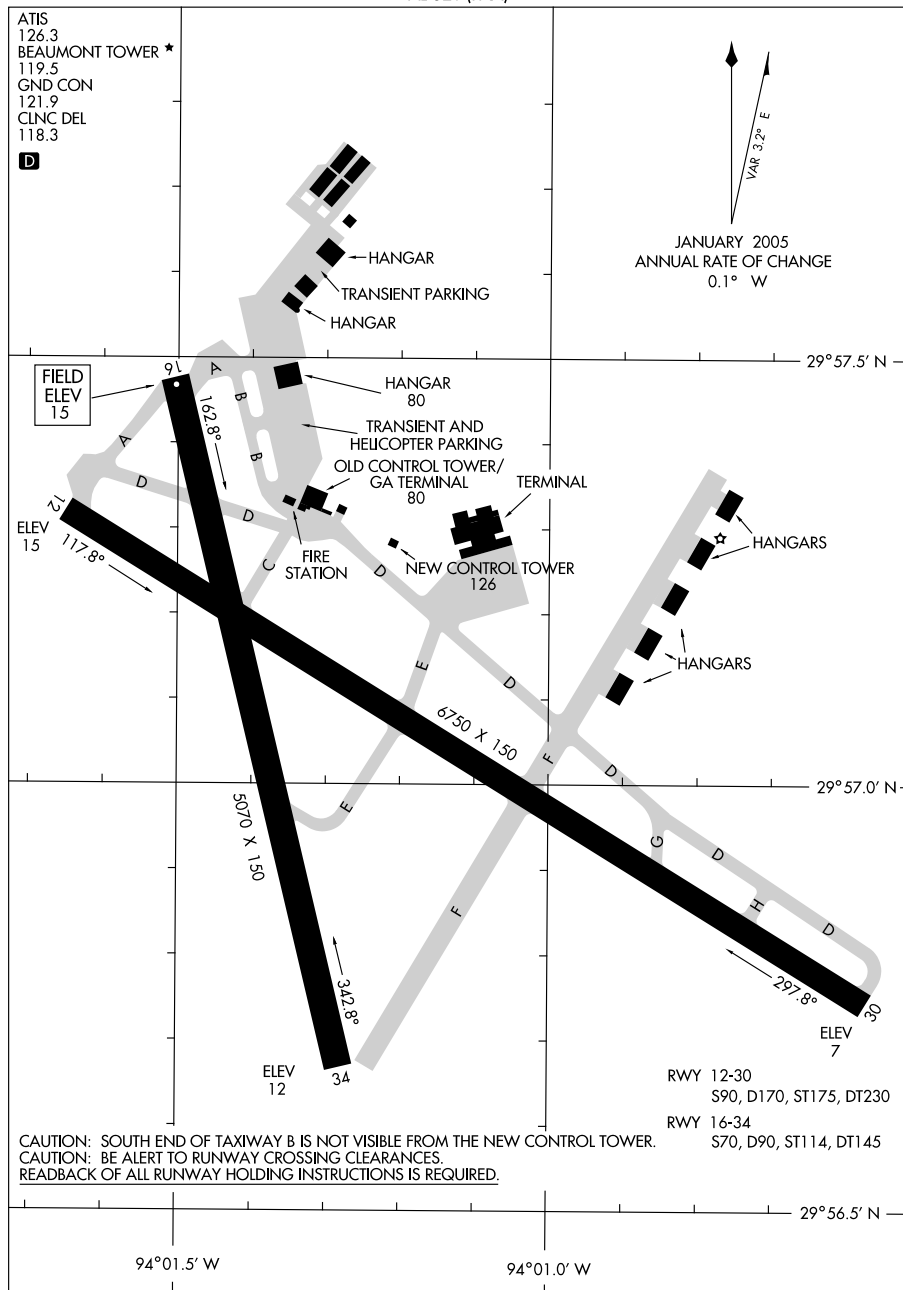 ATIS
126.3
BEAUMONT TOWER ★
119.5
GND CON
121.9
CLNC DEL
118.3
D
VAR 3.2° E
JANUARY 2005
ANNUAL RATE OF CHANGE
0.1° W
HANGAR
TRANSIENT PARKING
HANGAR
29°57.5' N
FIELD
ELEV
15
16
A
B
162.8°
HANGAR
80
TRANSIENT AND
HELICOPTER PARKING
A
B
OLD CONTROL TOWER/
GA TERMINAL
80
TERMINAL
D
12
ELEV
15
117.8°
D
C
FIRE
STATION
D
NEW CONTROL TOWER
126
HANGARS
E
D
HANGARS
6750 X 150
F
D
29°57.0' N
5070 X 150
E
G
D
F
H
D
342.8°
297.8°
30
ELEV
7
ELEV
12
34
RWY 12-30
S90, D170, ST175, DT230
RWY 16-34
S70, D90, ST114, DT145
CAUTION: SOUTH END OF TAXIWAY B IS NOT VISIBLE FROM THE NEW CONTROL TOWER.
CAUTION: BE ALERT TO RUNWAY CROSSING CLEARANCES.
READBACK OF ALL RUNWAY HOLDING INSTRUCTIONS IS REQUIRED.
29°56.5' N
94°01.5' W
94°01.0' W